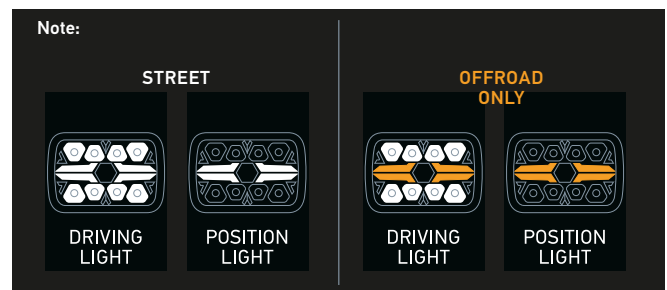 Note:
STREET
DRIVING
LIGHT
POSITION
LIGHT
OFFROAD
ONLY
DRIVING
LIGHT
POSITION
LIGHT